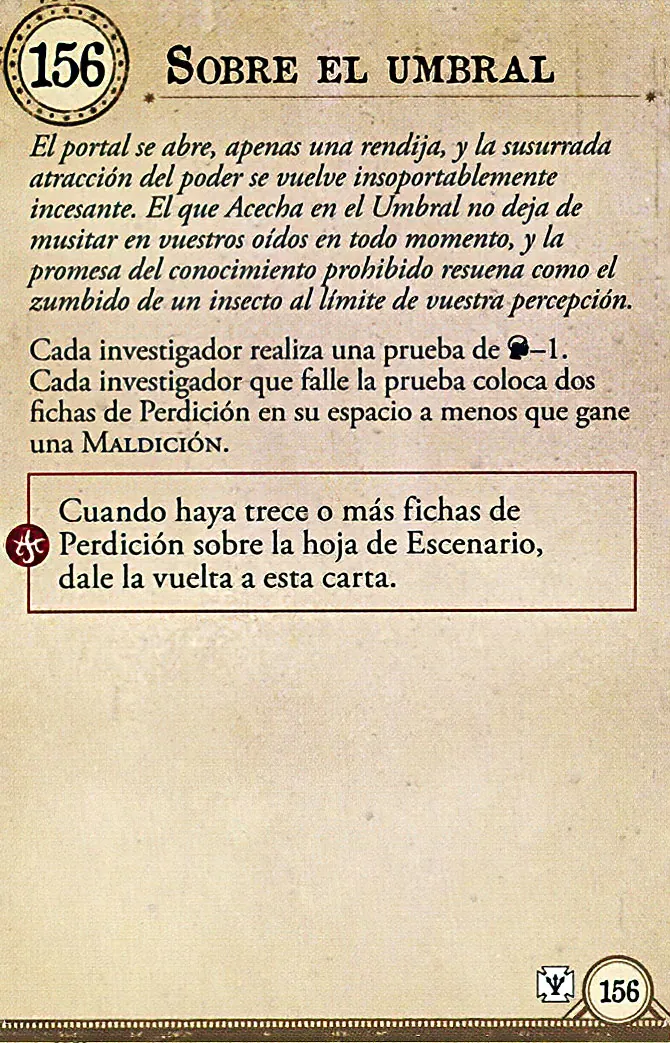 156
SOBRE EL UMBRAL
El portal se abre, apenas una rendija, y la susurrada
atracción del poder se vuelve insoportablemente
incesante. El que Acecha en el Umbral no deja de
musitar en vuestros oídos en todo momento, y la
promesa del conocimiento prohibido resuena como el
zumbido de un insecto al límite de vuestra percepción.
Cada investigador realiza una prueba de –1.
Cada investigador que falle la prueba coloca dos
fichas de Perdición en su espacio a menos que gane
una MALDICIÓN.
Cuando haya trece o más fichas de
Perdición sobre la hoja de Escenario,
dale la vuelta a esta carta.
156